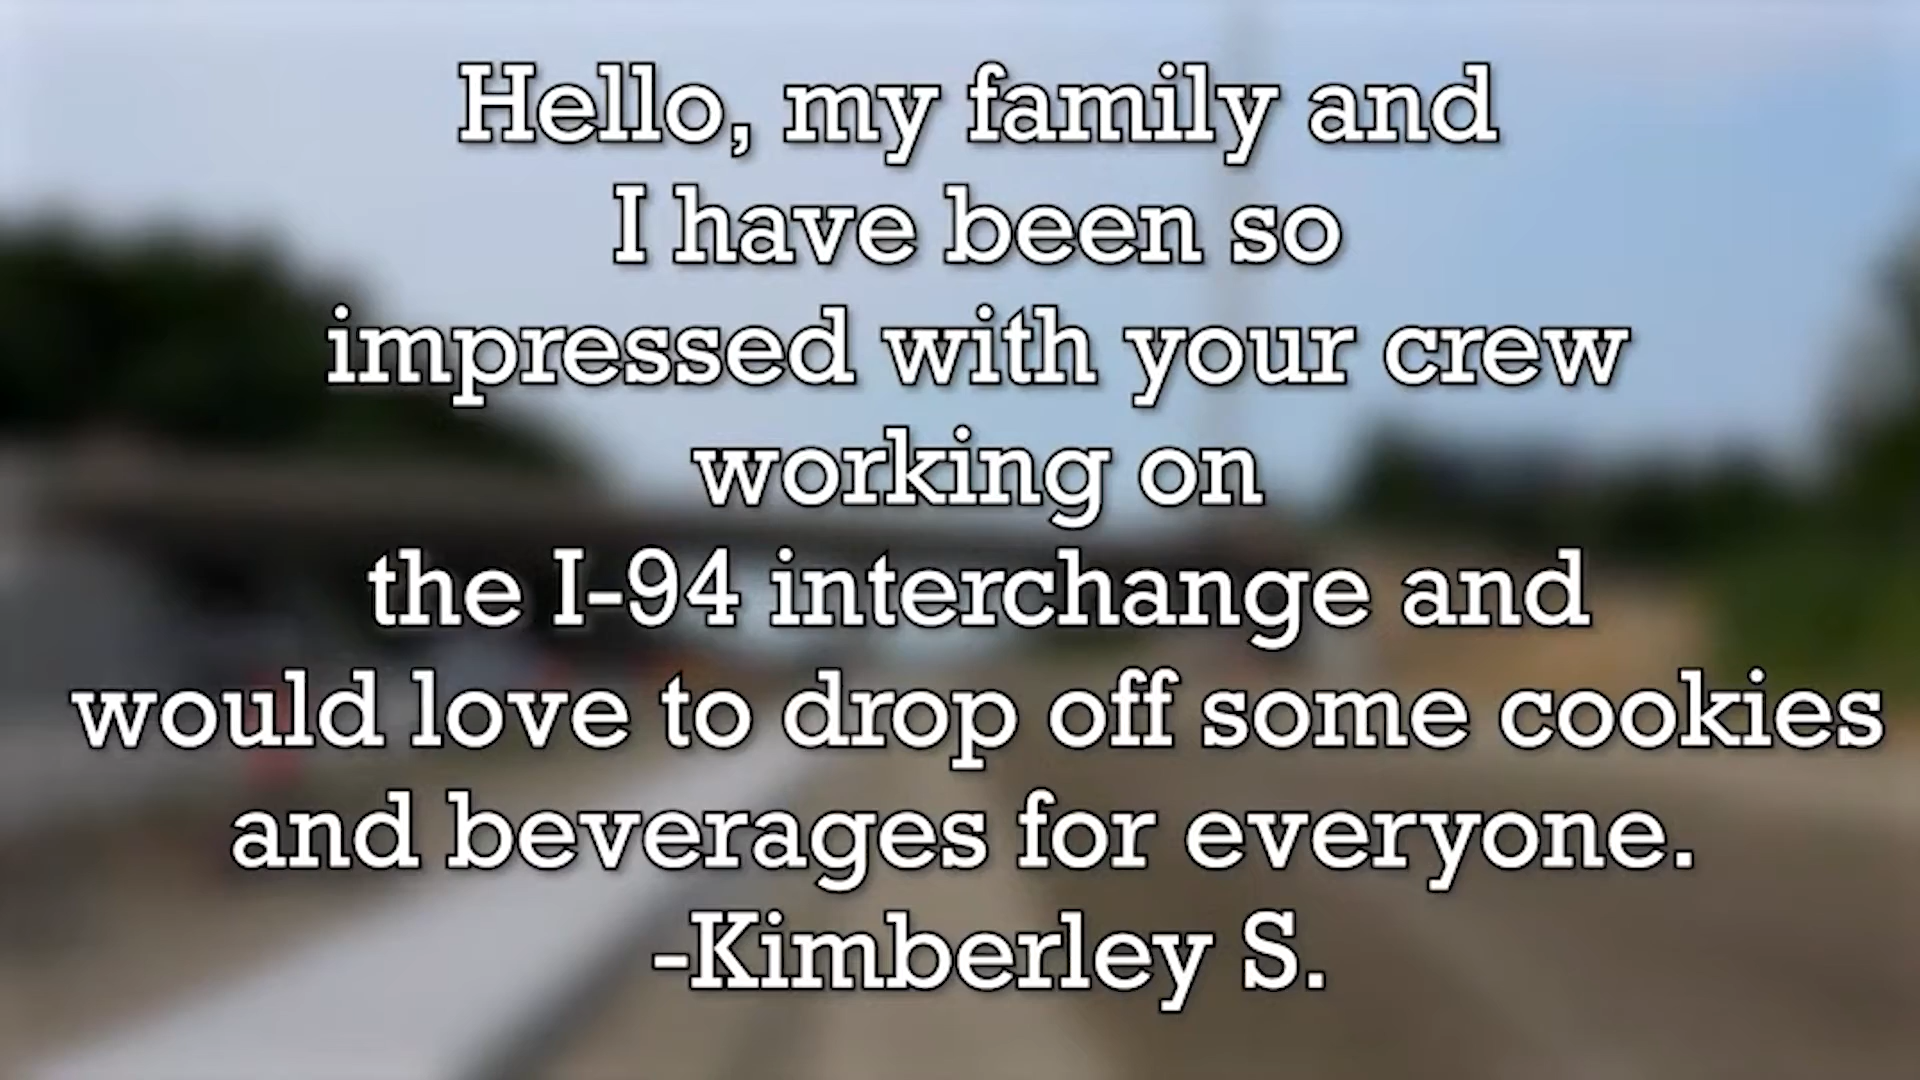 Hello, my family and
I have been so
impressed with your crew
working on
the I-94 interchange and
would love to drop off some cookies
and beverages for everyone.
-Kimberley S.